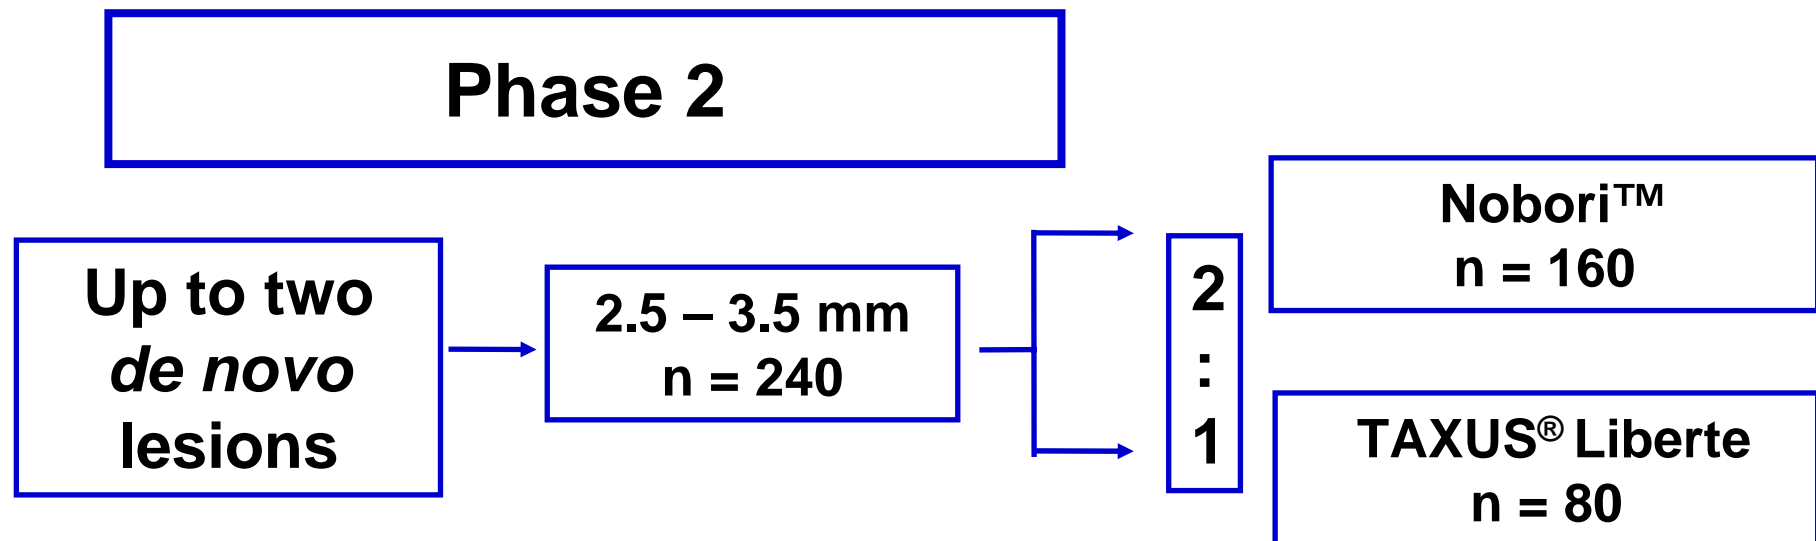 Phase 2
Up to two
de novo
lesions
2.5 – 3.5 mm
n = 240
2
:
1
Nobori™
n = 160
TAXUS® Liberte
n = 80